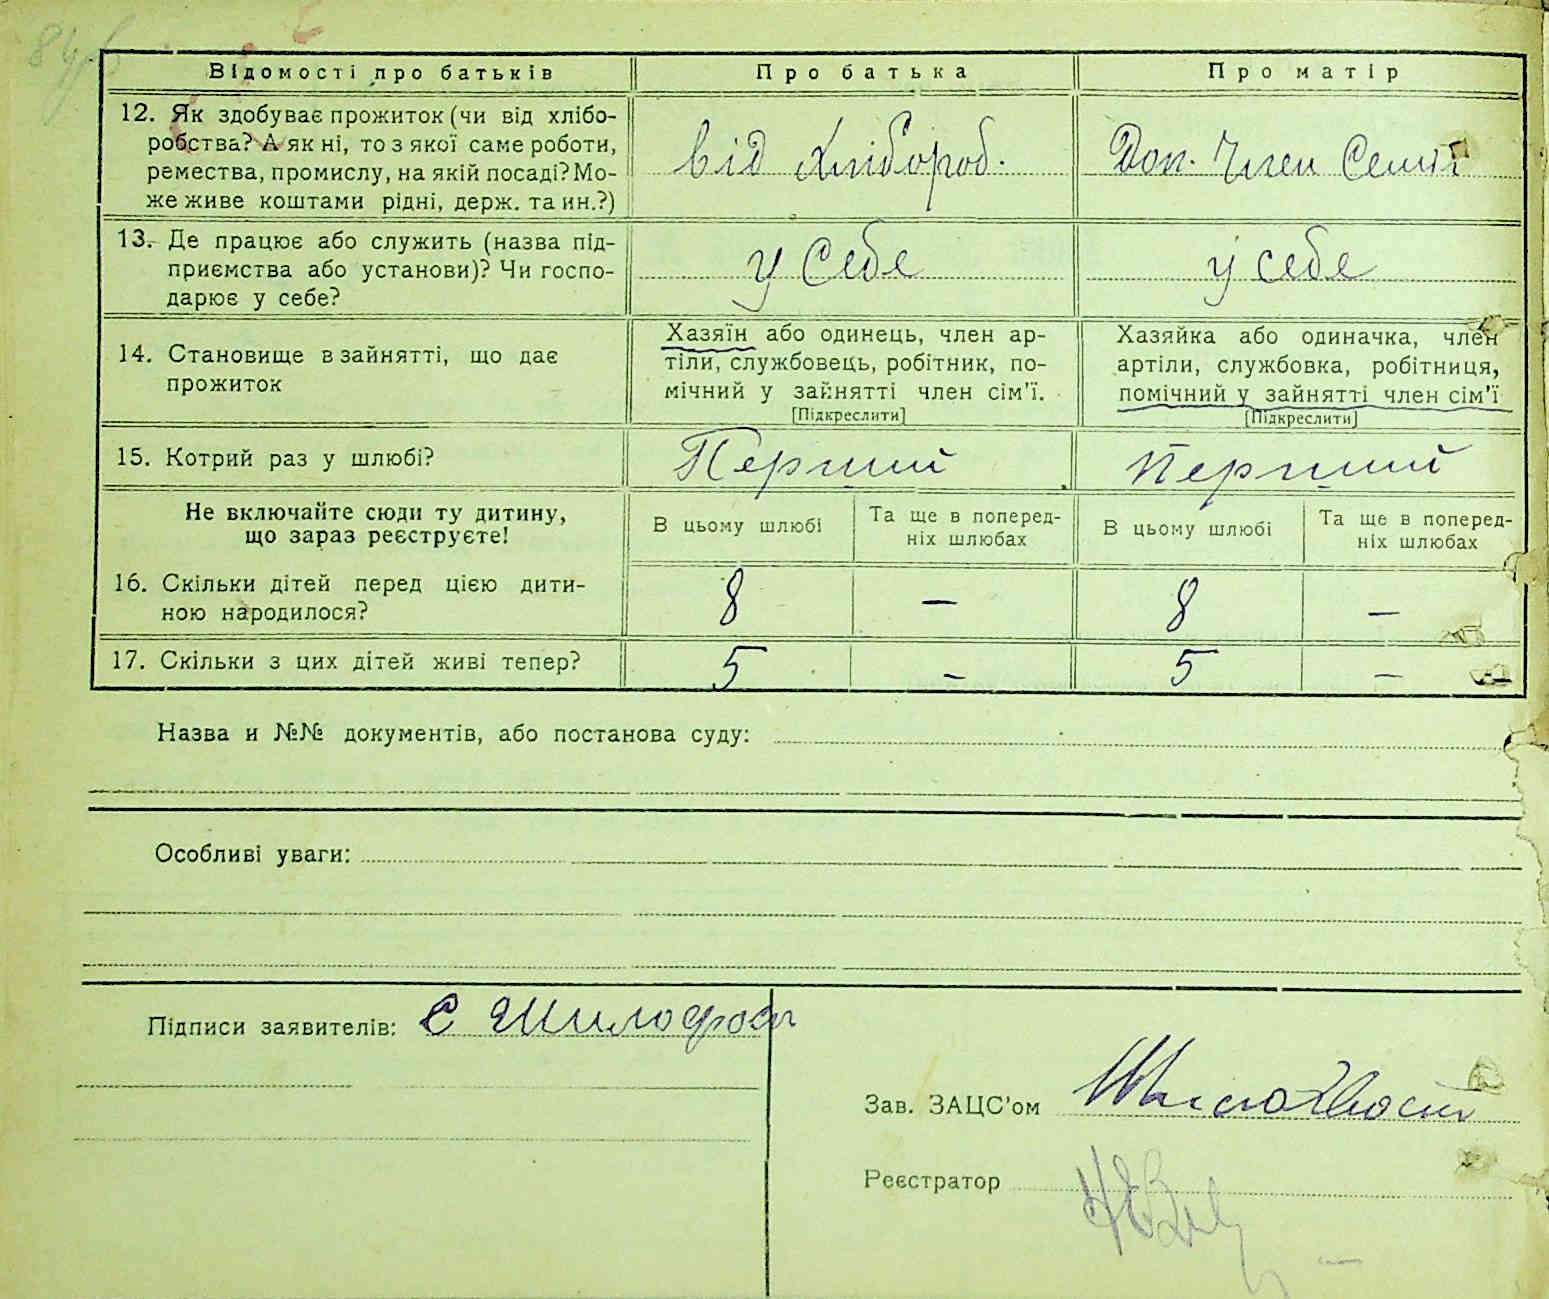 Відомості про батьків
Про батька
Про матір
12. Як здобуває прожиток (чи від хлібо-
робства? А як ні, то з якої саме роботи,
ремества, промислу, на якій посаді? Мо-
же живе коштами рідні, держ. та ин.?)
від Хлібороб.
Доп. Член Семії
13. Де працює або служить (назва під-
приємства або установи)? Чи госпо-
дарює у себе?
у себе
у себе
14. Становище в зайнятті, що дає
прожиток
Хазяїн або одинець, член ар-
тіли, службовець, робітник, по-
мічний у зайнятті член сім'ї.
[Підкреслити]
Хазяйка або одиначка, член
артіли, службовка, робітниця,
помічний у зайнятті член сім'ї
[Підкреслити]
15. Котрий раз у шлюбі?
Перший
Перший
Не включайте сюди ту дитину,
що зараз реєструєте!
В цьому шлюбі
Та ще в поперед-
ніх шлюбах
В цьому шлюбі
Та ще в поперед-
ніх шлюбах
16. Скільки дітей перед цією дити-
ною народилося?
8
—
8
—
17. Скільки з цих дітей живі тепер?
5
—
5
—
Назва и №№ документів, або постанова суду:
Особливі уваги:
Підписи заявителів:
Зав. ЗАЦС'ом
Реєстратор